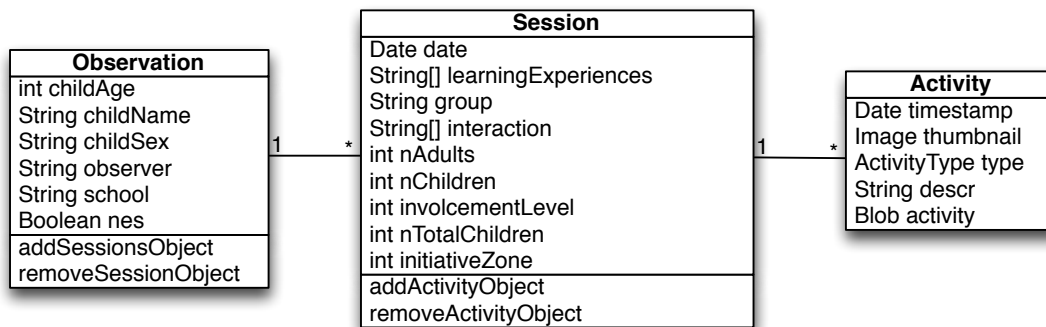 Observation
int childAge
String childName
String childSex
String observer
String school
Boolean nes
addSessionsObject
removeSessionObject
1
*
Session
Date date
String[] learningExperiences
String group
String[] interaction
int nAdults
int nChildren
int involcementLevel
int nTotalChildren
int initiativeZone
addActivityObject
removeActivityObject
1
*
Activity
Date timestamp
Image thumbnail
ActivityType type
String descr
Blob activity